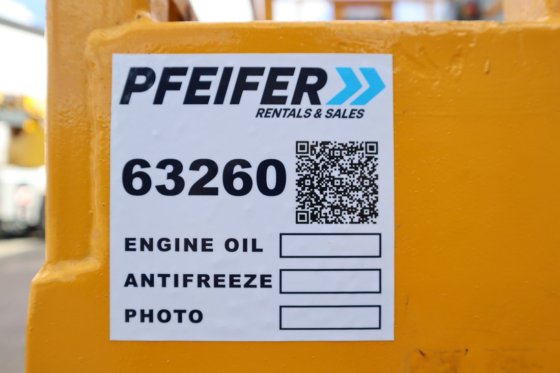 PFEIFER
RENTALS & SALES
63260
ENGINE OIL
ANTIFREEZE
PHOTO